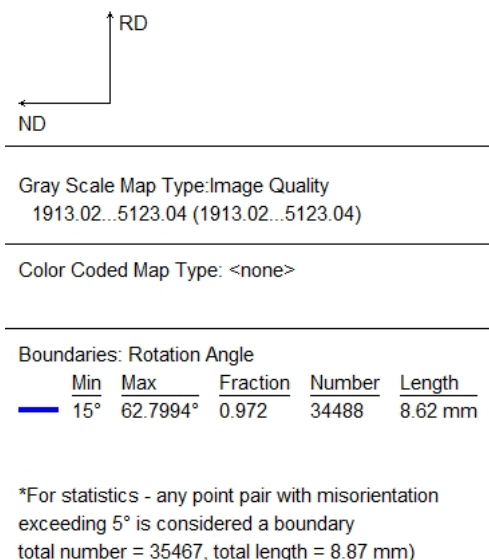 RD
ND
Gray Scale Map Type:Image Quality
1913.02...5123.04 (1913.02...5123.04)
Color Coded Map Type: <none>
Boundaries: Rotation Angle
Min Max Fraction Number Length
15° 62.7994° 0.972 34488 8.62 mm
*For statistics - any point pair with misorientation
exceeding 5° is considered a boundary
total number = 35467, total length = 8.87 mm)